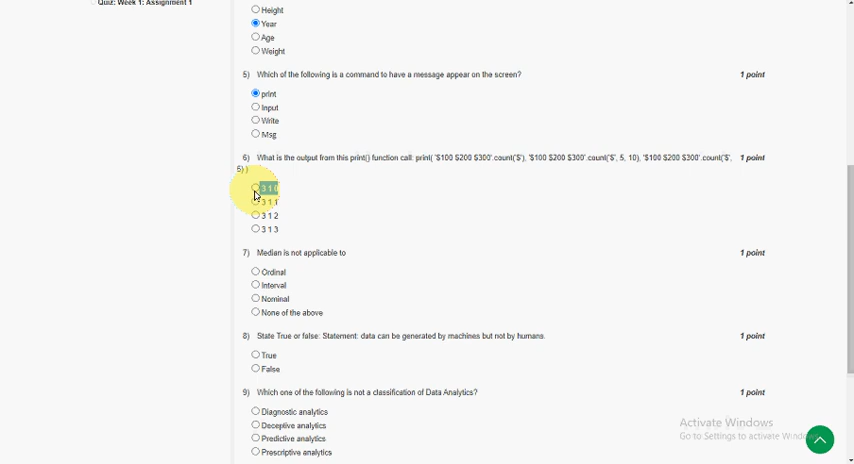 Quiz: Week 1: Assignment 1
Height
Year
Age
Weight
5) Which of the following is a command to have a message appear on the screen? 1 point
print
Input
Write
Msg
6) What is the output from this print() function call: print( '$100 $200 $300'.count('$'), '$100 $200 $300'.count('$', 5, 10), '$100 $200 $300'.count('$', 1 point
5) )
3 1 0
3 1 1
3 1 2
3 1 3
7) Median is not applicable to 1 point
Ordinal
Interval
Nominal
None of the above
8) State True or false: Statement: data can be generated by machines but not by humans. 1 point
True
False
9) Which one of the following is not a classification of Data Analytics? 1 point
Diagnostic analytics
Deceptive analytics
Predictive analytics
Prescriptive analytics
Activate Windows
Go to Settings to activate Windows